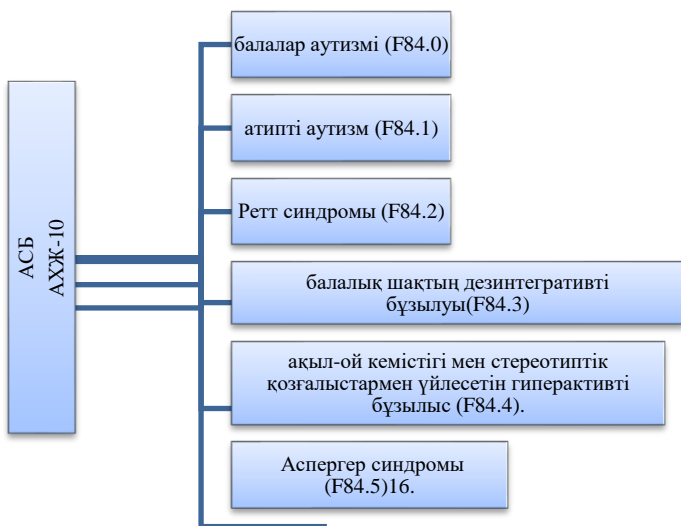 АСБ
АХЖ-10
балалар аутизмі (F84.0)
атипті аутизм (F84.1)
Ретт синдромы (F84.2)
балалық шақтың дезинтегративті
бұзылуы(F84.3)
ақыл-ой кемістігі мен стереотиптік
қозғалыстармен үйлесетін гиперактивті
бұзылыс (F84.4).
Аспергер синдромы
(F84.5)16.